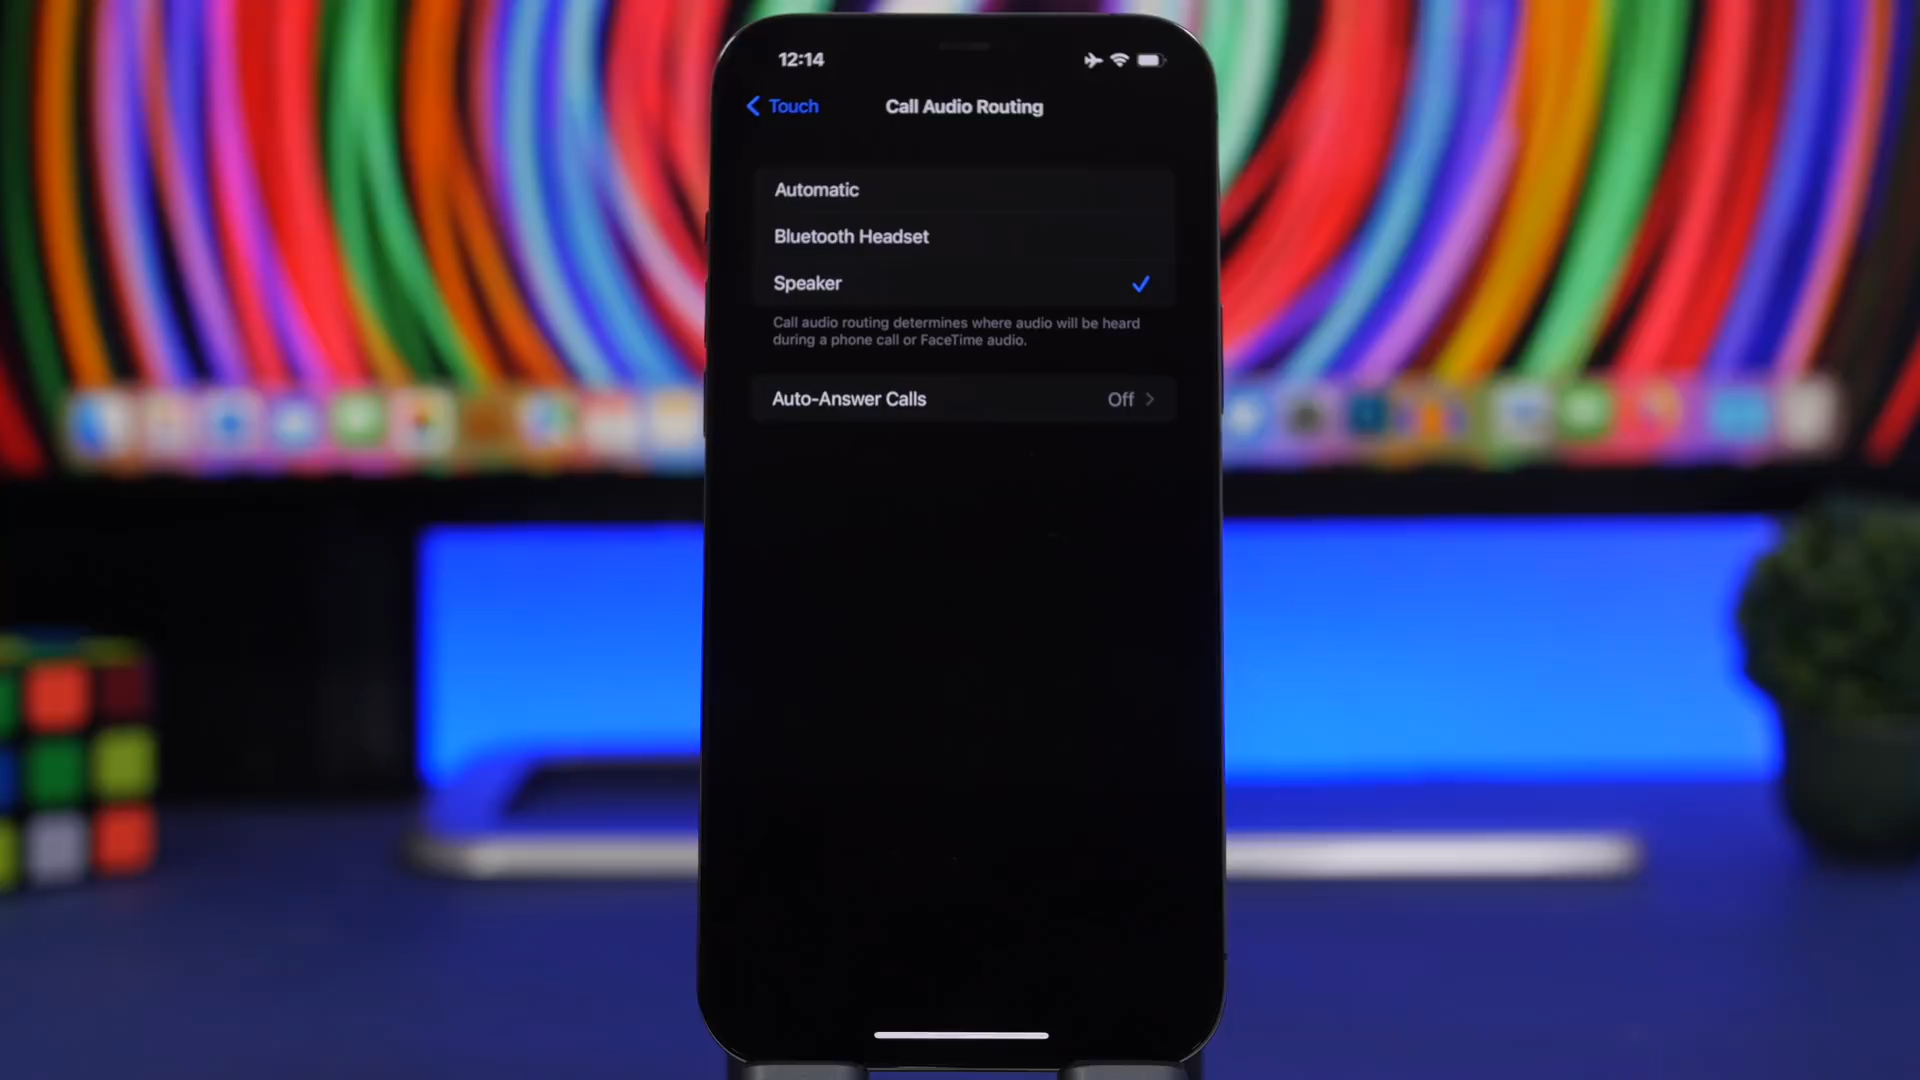 12:14
Touch
Call Audio Routing
Automatic
Bluetooth Headset
Speaker
Call audio routing determines where audio will be heard
during a phone call or FaceTime audio.
Auto-Answer Calls Off